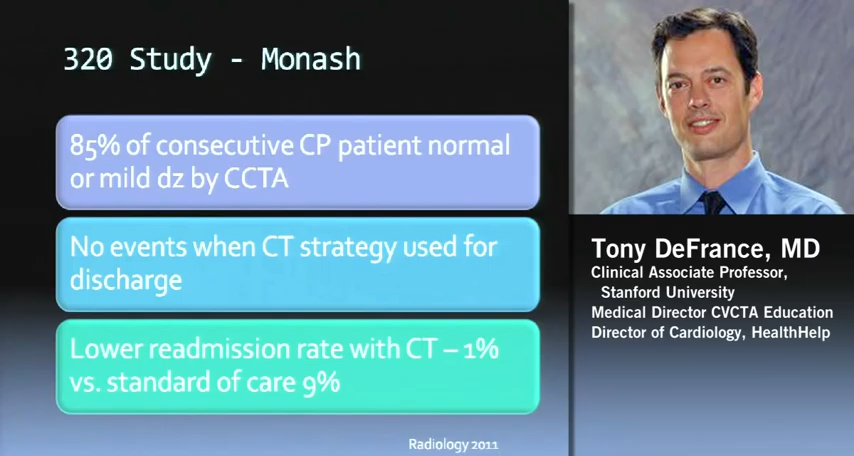 320 Study - Monash
85% of consecutive CP patient normal
or mild dz by CCTA
No events when CT strategy used for
discharge
Lower readmission rate with CT – 1%
vs. standard of care 9%
Radiology 2011
Tony DeFrance, MD
Clinical Associate Professor,
Stanford University
Medical Director CVCTA Education
Director of Cardiology, HealthHelp